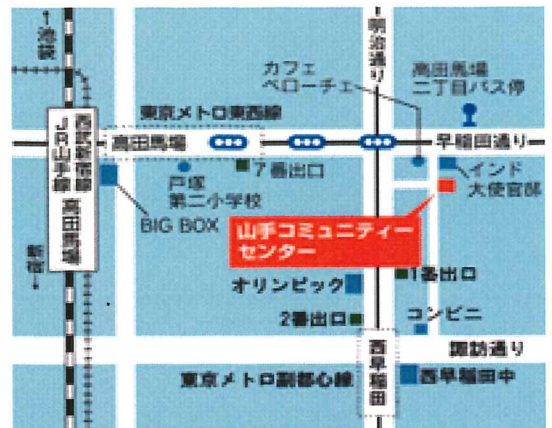 ↑池袋
明治通り
カフェ
ベローチェ
高田馬場
二丁目バス停
東京メトロ東西線
西武新宿線
JR山手線
高田馬場
高田馬場
早稲田通り
7番出口
戸塚
第二小学校
インド
大使官邸
BIG BOX
山手コミュニティー
センター
新宿↓
オリンピック
1番出口
2番出口
コンビニ
西早稲田
諏訪通り
東京メトロ副都心線
西早稲田中